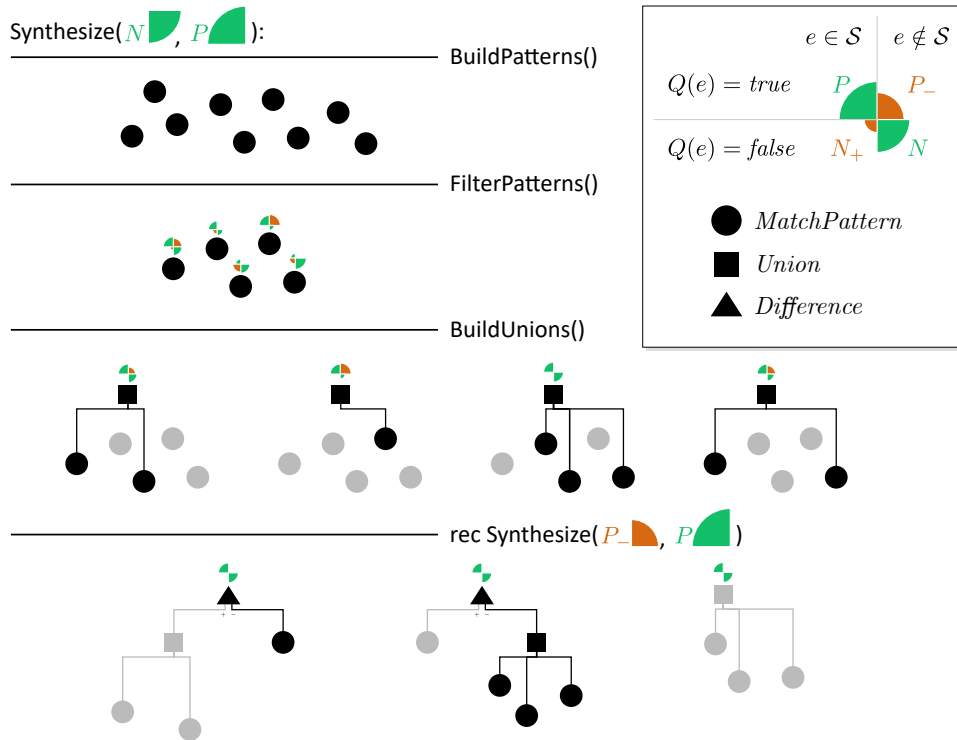 Synthesize(N , P ):
BuildPatterns()
FilterPatterns()
BuildUnions()
rec Synthesize(P₋ , P )
+ −
+ −
e ∈ S e ∉ S
Q(e) = true P P₋
Q(e) = false N₊ N
MatchPattern
Union
Difference